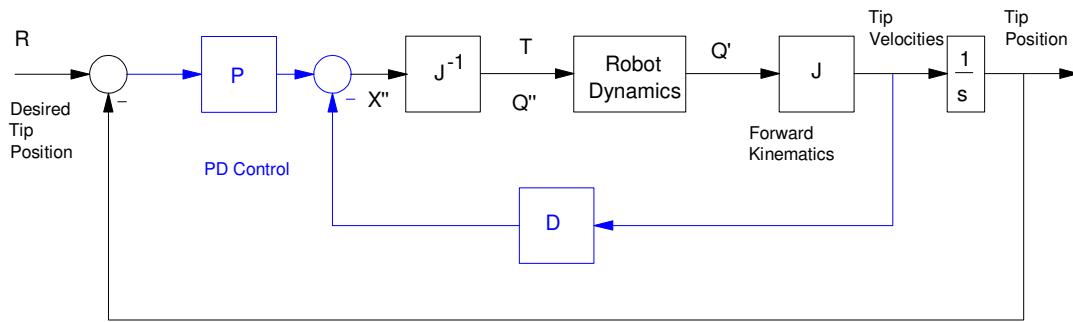 R
Desired
Tip
Position
–
P
PD Control
–
X"
J-1
T
Q"
Robot
Dynamics
Q'
J
Forward
Kinematics
D
Tip
Velocities
1
s
Tip
Position